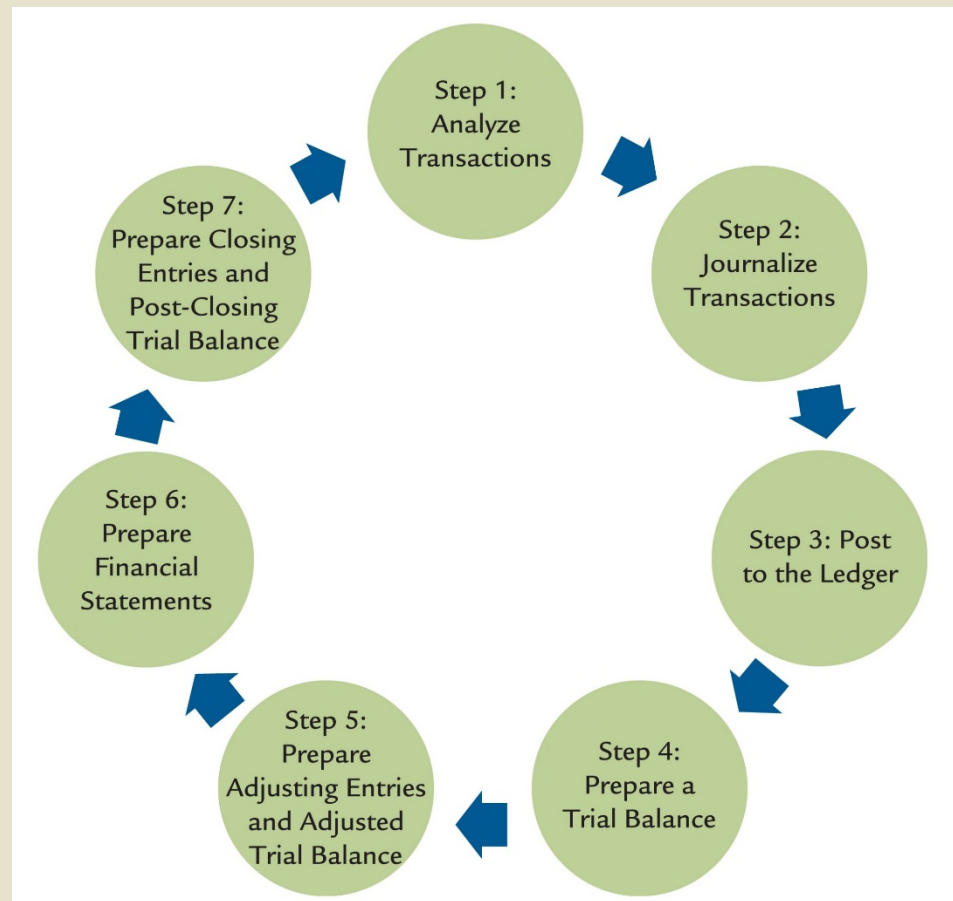 Step 1:
Analyze
Transactions
Step 2:
Journalize
Transactions
Step 3: Post
to the Ledger
Step 4:
Prepare a
Trial Balance
Step 5:
Prepare
Adjusting Entries
and Adjusted
Trial Balance
Step 6:
Prepare
Financial
Statements
Step 7:
Prepare Closing
Entries and
Post-Closing
Trial Balance